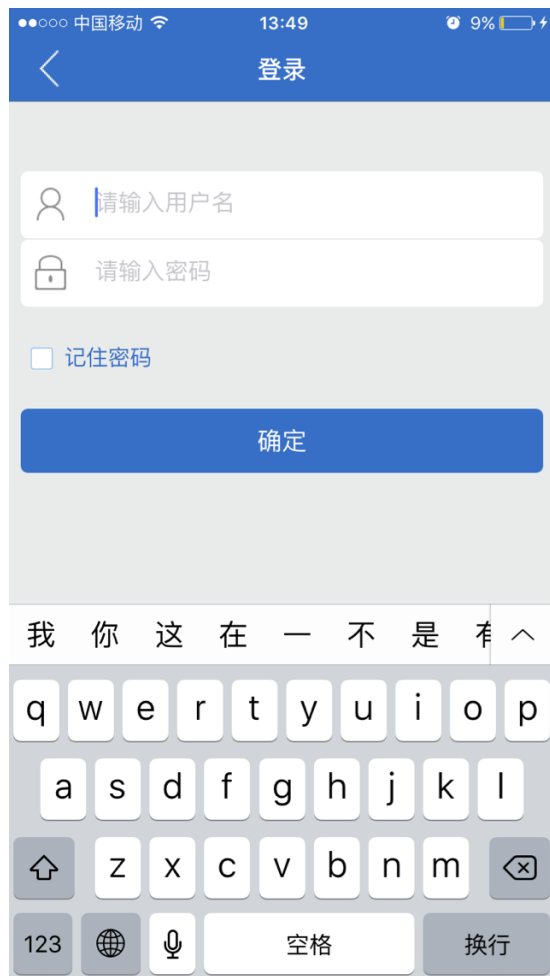 中国移动 13:49 9%
登录
请输入用户名
请输入密码
记住密码
确定
我 你 这 在 一 不 是 有
q w e r t y u i o p
a s d f g h j k l
z x c v b n m
123 空格 换行